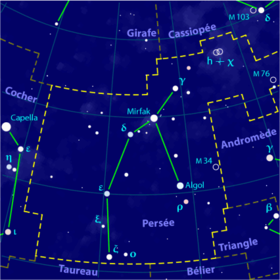 M 103
δ
Girafe
Cassiopée
h + χ
M 76
γ
Cocher
Mirfak
Capella
δ
Andromède
ε
η
M 34
γ
ε
Algol
ρ
ξ
Persée
β
ι
ζ
ο
Triangle
Taureau
Bélier